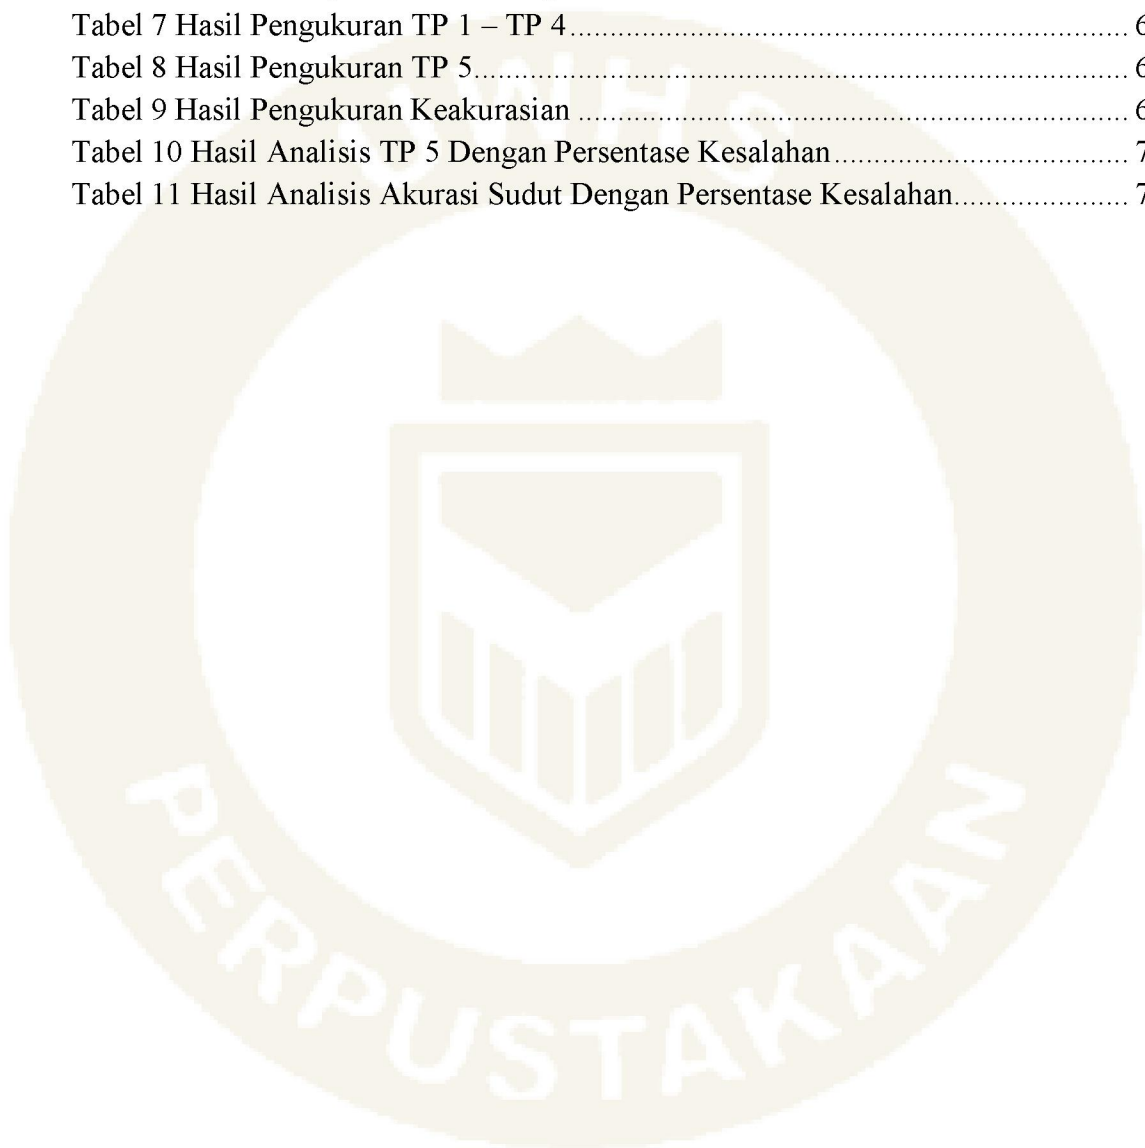 Tabel 7 Hasil Pengukuran TP 1 – TP 4.......................................................................6
Tabel 8 Hasil Pengukuran TP 5...................................................................................6
Tabel 9 Hasil Pengukuran Keakurasian ......................................................................6
Tabel 10 Hasil Analisis TP 5 Dengan Persentase Kesalahan.....................................7
Tabel 11 Hasil Analisis Akurasi Sudut Dengan Persentase Kesalahan......................7
UWHS
PERPUSTAKAAN